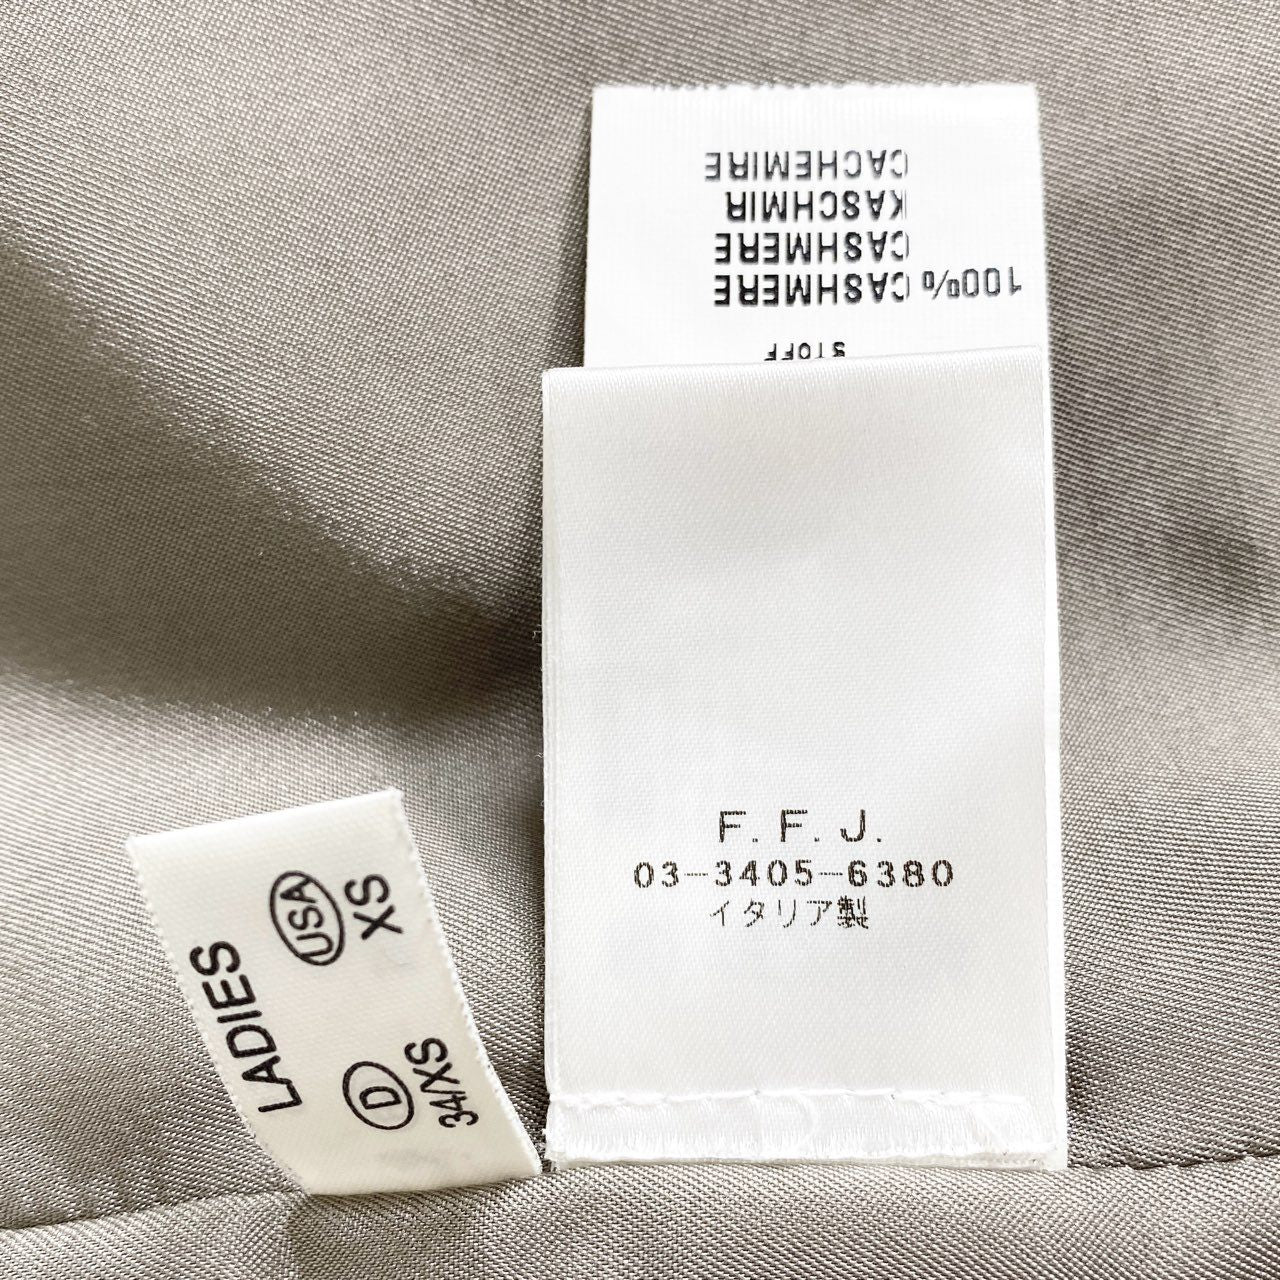 STOFF
100% CASHMERE
CASHMERE
KASCHMIR
CACHEMIRE
F. F. J.
03-3405-6380
イタリア製
LADIES
USA
XS
D
34/XS